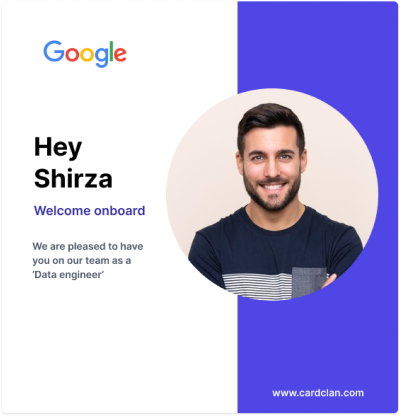 Google
Hey
Shirza
Welcome onboard
We are pleased to have
you on our team as a
‘Data engineer’
www.cardclan.com